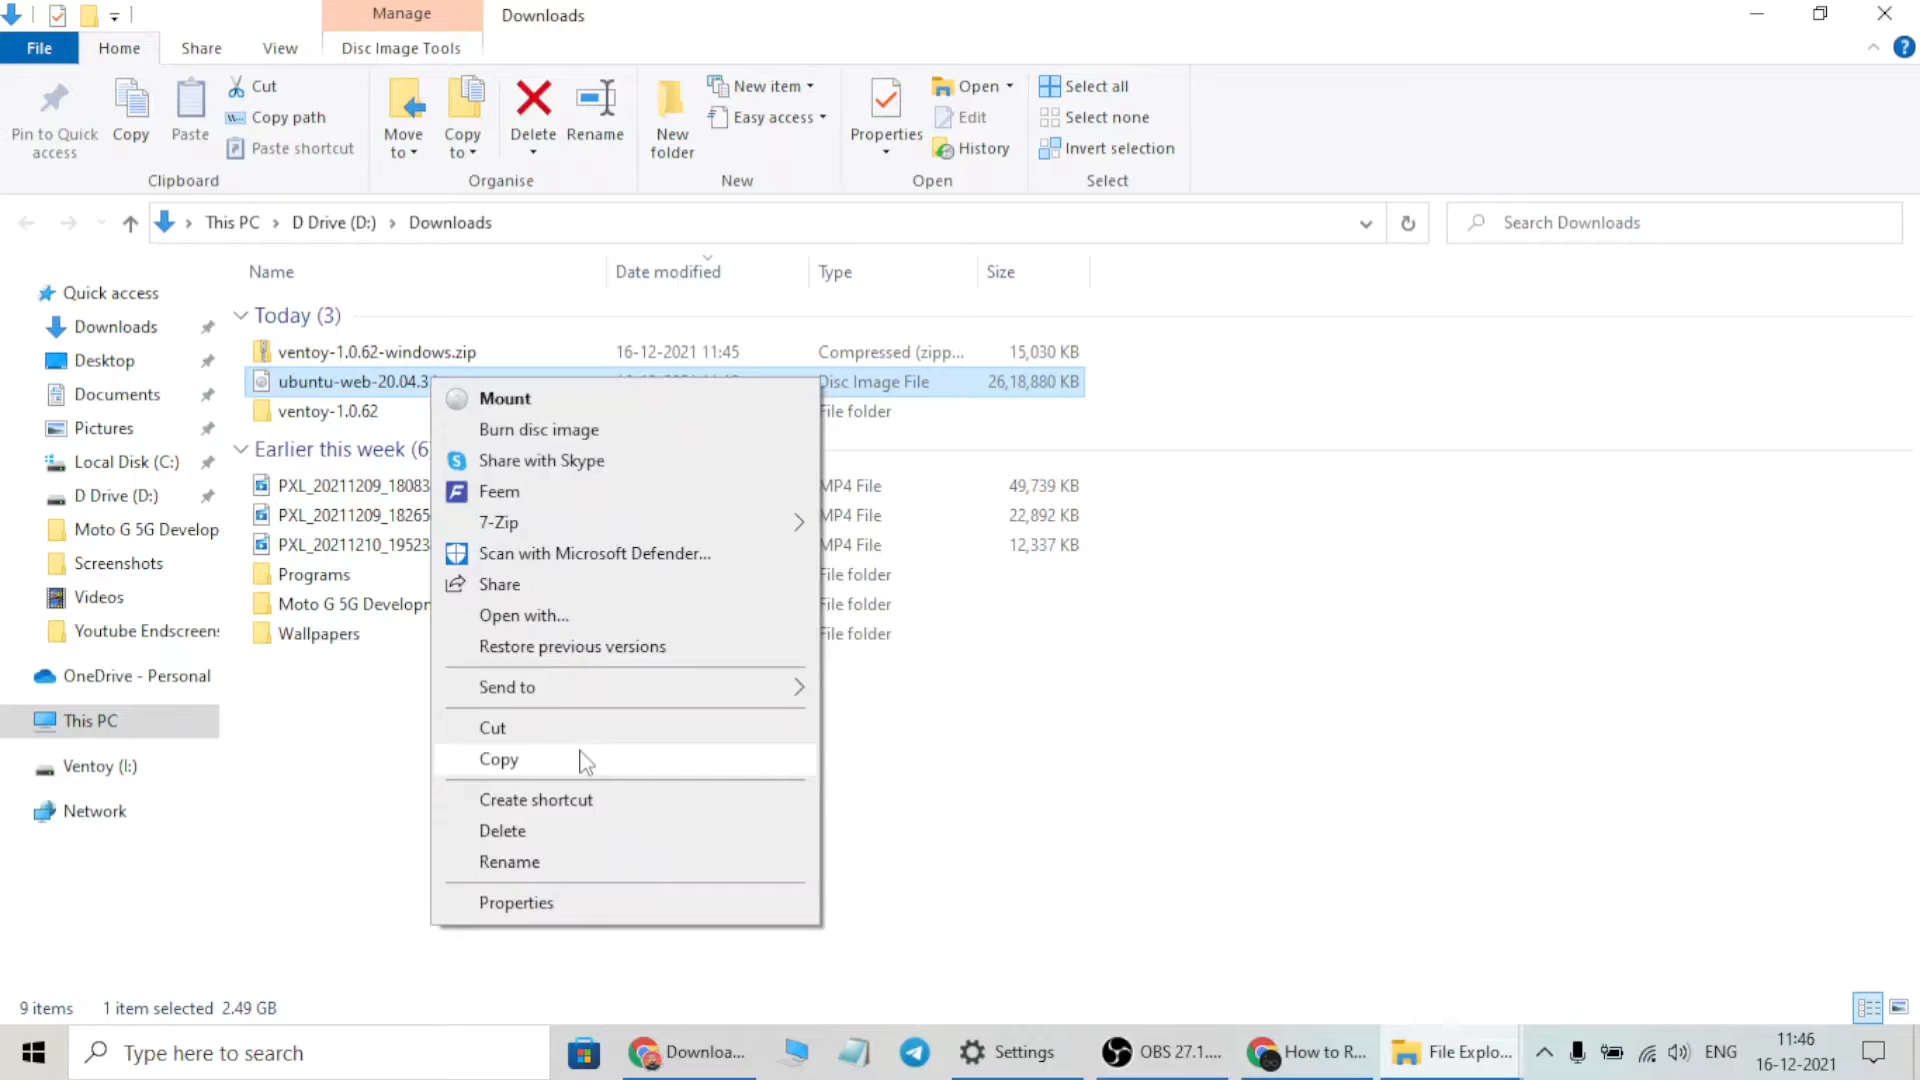 Manage
Downloads
File
Home
Share
View
Disc Image Tools
Pin to Quick access
Copy
Paste
Cut
Copy path
Paste shortcut
Clipboard
Move to
Copy to
Delete
Rename
Organise
New folder
New item
Easy access
New
Properties
Open
Edit
History
Open
Select all
Select none
Invert selection
Select
This PC
D Drive (D:)
Downloads
Search Downloads
Name
Date modified
Type
Size
Quick access
Downloads
Desktop
Documents
Pictures
Local Disk (C:)
D Drive (D:)
Moto G 5G Develop
Screenshots
Videos
Youtube Endscreen
OneDrive - Personal
This PC
Ventoy (I:)
Network
Today (3)
ventoy-1.0.62-windows.zip 16-12-2021 11:45 Compressed (zipp... 15,030 KB
ubuntu-web-20.04.3 Disc Image File 26,18,880 KB
ventoy-1.0.62 File folder
Earlier this week (6
PXL_20211209_18083 MP4 File 49,739 KB
PXL_20211209_18265 MP4 File 22,892 KB
PXL_20211210_19523 MP4 File 12,337 KB
Programs File folder
Moto G 5G Develop File folder
Wallpapers File folder
Mount
Burn disc image
Share with Skype
Feem
7-Zip
Scan with Microsoft Defender...
Share
Open with...
Restore previous versions
Send to
Cut
Copy
Create shortcut
Delete
Rename
Properties
9 items 1 item selected 2.49 GB
Type here to search
Downloa...
Settings
OBS 27.1....
How to R...
File Explo...
ENG
11:46
16-12-2021